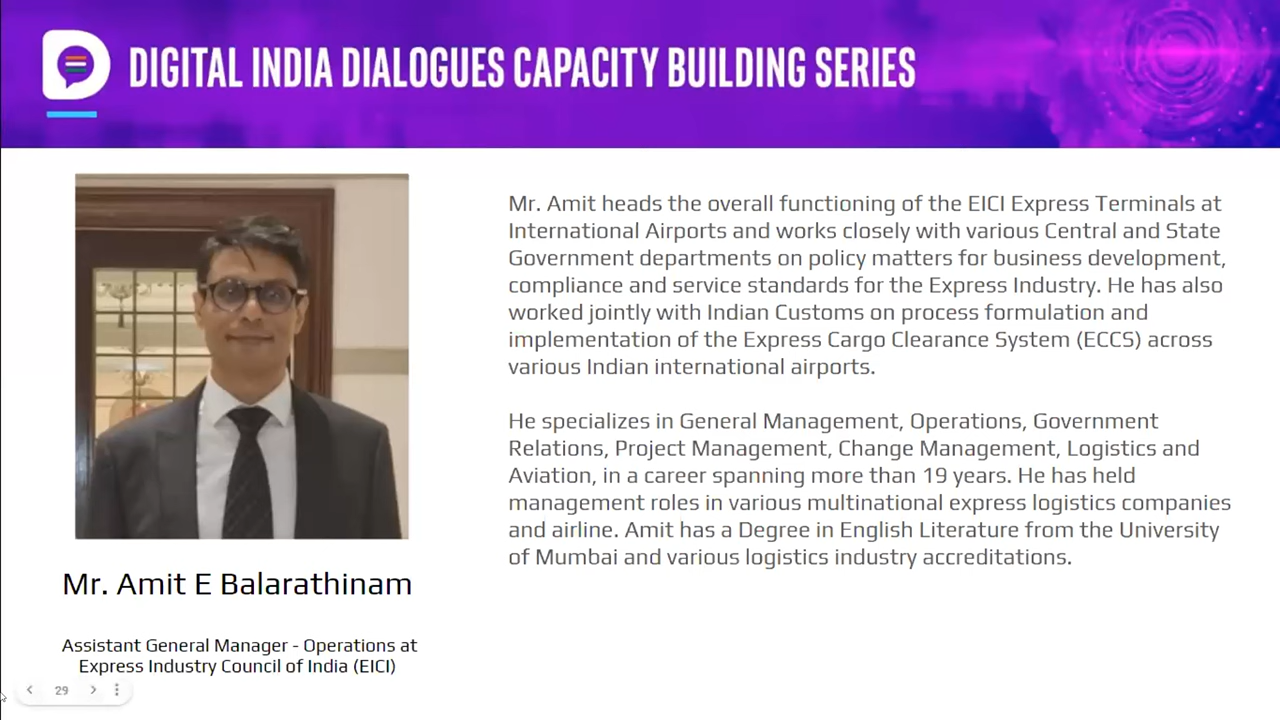 DIGITAL INDIA DIALOGUES CAPACITY BUILDING SERIES
Mr. Amit heads the overall functioning of the EICI Express Terminals at
International Airports and works closely with various Central and State
Government departments on policy matters for business development,
compliance and service standards for the Express Industry. He has also
worked jointly with Indian Customs on process formulation and
implementation of the Express Cargo Clearance System (ECCS) across
various Indian international airports.
He specializes in General Management, Operations, Government
Relations, Project Management, Change Management, Logistics and
Aviation, in a career spanning more than 19 years. He has held
management roles in various multinational express logistics companies
and airline. Amit has a Degree in English Literature from the University
of Mumbai and various logistics industry accreditations.
Mr. Amit E Balarathinam
Assistant General Manager - Operations at
Express Industry Council of India (EICI)
29